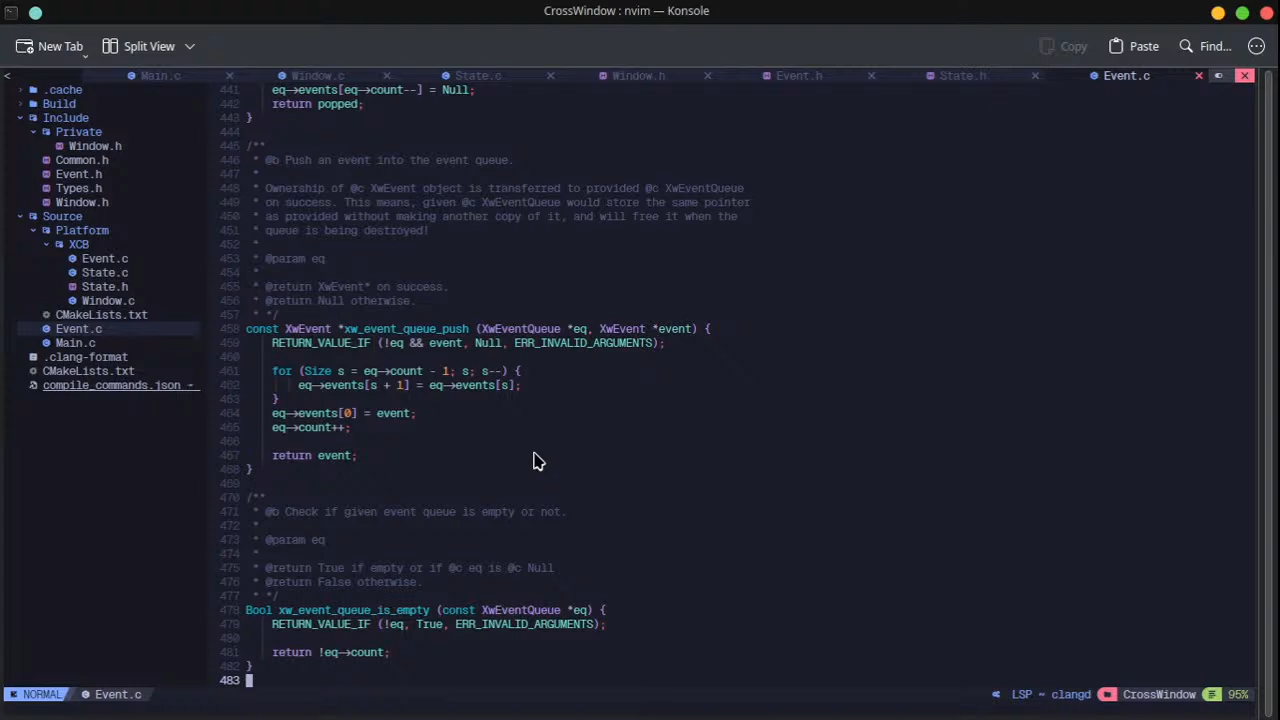 CrossWindow : nvim — Konsole
New Tab
Split View
Copy
Paste
Find...
<
Main.c
Window.c
State.c
Window.h
Event.h
State.h
Event.c
.cache
Build
Include
Private
Window.h
Common.h
Event.h
Types.h
Window.h
Source
Platform
XCB
Event.c
State.c
State.h
Window.c
CMakeLists.txt
Event.c
Main.c
.clang-format
CMakeLists.txt
compile_commands.json
441 eq→events[eq→count--] = Null;
442 return popped;
443 }
444
445 /**
446 * @b Push an event into the event queue.
447 *
448 * Ownership of @c XwEvent object is transferred to provided @c XwEventQueue
449 * on success. This means, given @c XwEventQueue would store the same pointer
450 * as provided without making another copy of it, and will free it when the
451 * queue is being destroyed!
452 *
453 * @param eq
454 *
455 * @return XwEvent* on success.
456 * @return Null otherwise.
457 * */
458 const XwEvent *xw_event_queue_push (XwEventQueue *eq, XwEvent *event) {
459 RETURN_VALUE_IF (!eq && event, Null, ERR_INVALID_ARGUMENTS);
460
461 for (Size s = eq→count - 1; s; s--) {
462 eq→events[s + 1] = eq→events[s];
463 }
464 eq→events[0] = event;
465 eq→count++;
466
467 return event;
468 }
469
470 /**
471 * @b Check if given event queue is empty or not.
472 *
473 * @param eq
474 *
475 * @return True if empty or if @c eq is @c Null
476 * @return False otherwise.
477 * */
478 Bool xw_event_queue_is_empty (const XwEventQueue *eq) {
479 RETURN_VALUE_IF (!eq, True, ERR_INVALID_ARGUMENTS);
480
481 return !eq→count;
482 }
483
NORMAL Event.c LSP ~ clangd CrossWindow 95%